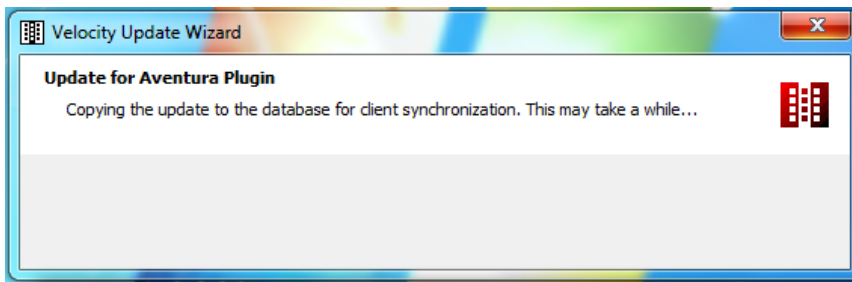 Velocity Update Wizard
Update for Aventura Plugin
Copying the update to the database for client synchronization. This may take a while...